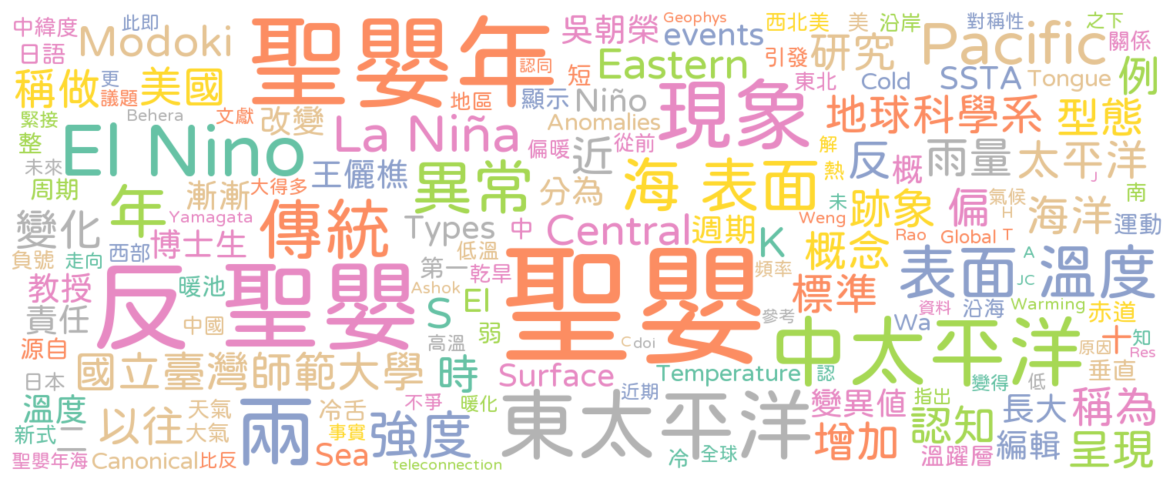 中緯度 此即 Modoki 聖嬰年 認同 吳朝榮 Geophys events 西北美 美 沿岸 對稱性 之下
日語 引發 研究 Pacific 關係
稱做 更 美國 地區 短 Eastern 東北 Cold SSTA Tongue 例
議題 文獻 顯示 Niño 現象 地球科學系 型態
緊接 Behera 改變 La Niña Anomalies 從前
整 El Nino 偏暖 近 海 表面 解 反 概 雨量 太平洋
未來 王儷樵 異常 熱 J
周期 漸漸 大得多 分為 未 跡象 偏 氣候 南
年 Yamagata 傳統 Types 中 Central 週期 Weng Rao Global H T 海洋 運動
變化 西部 博士生 低溫 K 概念 表面 溫度 A
負號 走向 反 聖嬰 第一 乾旱 聖嬰 頻率 JC
教授 暖池 Ashok S El 標準 資料 沿海 Warming 赤道
責任 中國 高溫 弱 C doi 參考 Wa 中太平洋 十 知
源自 國立臺灣師範大學 時 Surface Temperature 認 原因 Res
日本 近期 變得 低 垂直
溫度 以往 天氣 兩 冷舌 不爭 暖化 東太平洋 變異值 指出 認知 長大 稱為
新式 二 大氣 事實 強度 增加 編輯 呈現
聖嬰年海 Canonical 比反 Sea 冷 全球 溫躍層
teleconnection